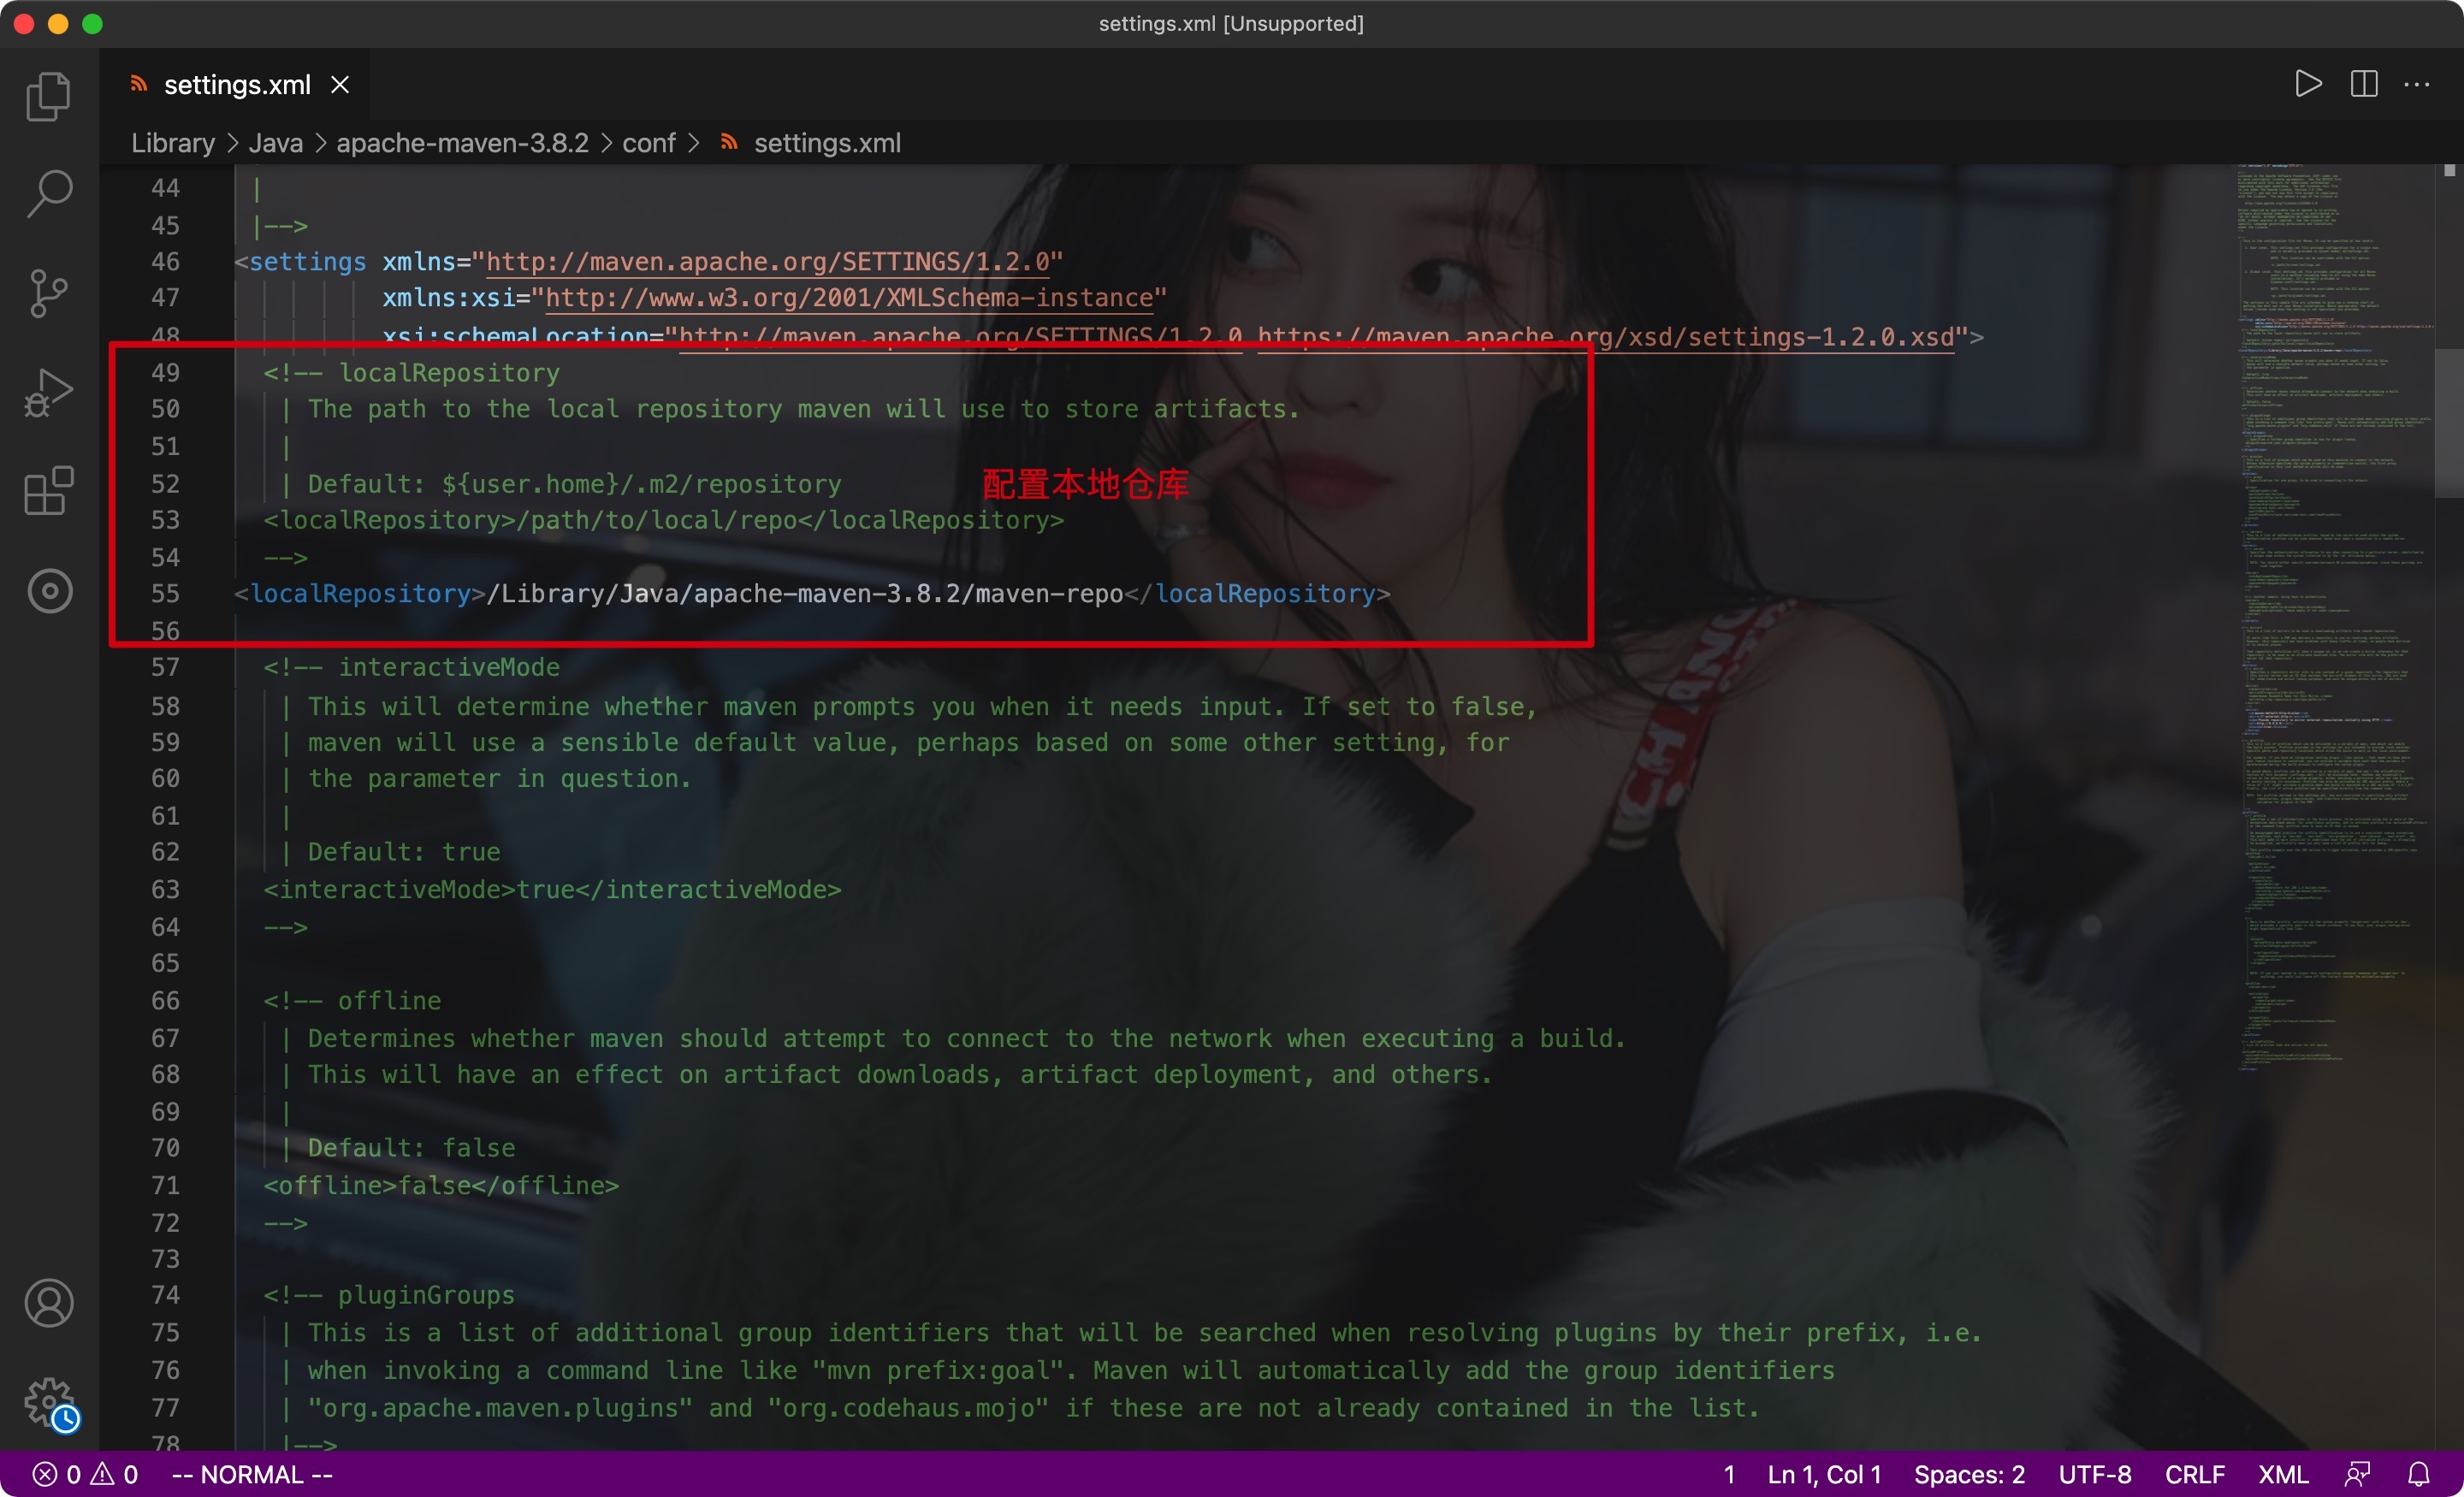 settings.xml [Unsupported]
settings.xml
Library > Java > apache-maven-3.8.2 > conf > settings.xml
44 |
45 |-->
46 <settings xmlns="http://maven.apache.org/SETTINGS/1.2.0"
47 xmlns:xsi="http://www.w3.org/2001/XMLSchema-instance"
48 xsi:schemaLocation="http://maven.apache.org/SETTINGS/1.2.0 https://maven.apache.org/xsd/settings-1.2.0.xsd">
49 <!-- localRepository
50 | The path to the local repository maven will use to store artifacts.
51 |
52 | Default: ${user.home}/.m2/repository
配置本地仓库
53 <localRepository>/path/to/local/repo</localRepository>
54 -->
55 <localRepository>/Library/Java/apache-maven-3.8.2/maven-repo</localRepository>
56
57 <!-- interactiveMode
58 | This will determine whether maven prompts you when it needs input. If set to false,
59 | maven will use a sensible default value, perhaps based on some other setting, for
60 | the parameter in question.
61 |
62 | Default: true
63 <interactiveMode>true</interactiveMode>
64 -->
65
66 <!-- offline
67 | Determines whether maven should attempt to connect to the network when executing a build.
68 | This will have an effect on artifact downloads, artifact deployment, and others.
69 |
70 | Default: false
71 <offline>false</offline>
72 -->
73
74 <!-- pluginGroups
75 | This is a list of additional group identifiers that will be searched when resolving plugins by their prefix, i.e.
76 | when invoking a command line like "mvn prefix:goal". Maven will automatically add the group identifiers
77 | "org.apache.maven.plugins" and "org.codehaus.mojo" if these are not already contained in the list.
78 |-->
0 0 -- NORMAL -- 1 Ln 1, Col 1 Spaces: 2 UTF-8 CRLF XML